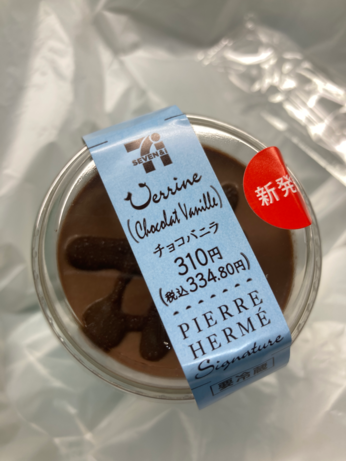 SEVEN&i
Verrine
(Chocolat Vanille)
チョコバニラ
310円
(税込334.80円)
PIERRE
HERMÉ
Signature
要冷蔵
新発